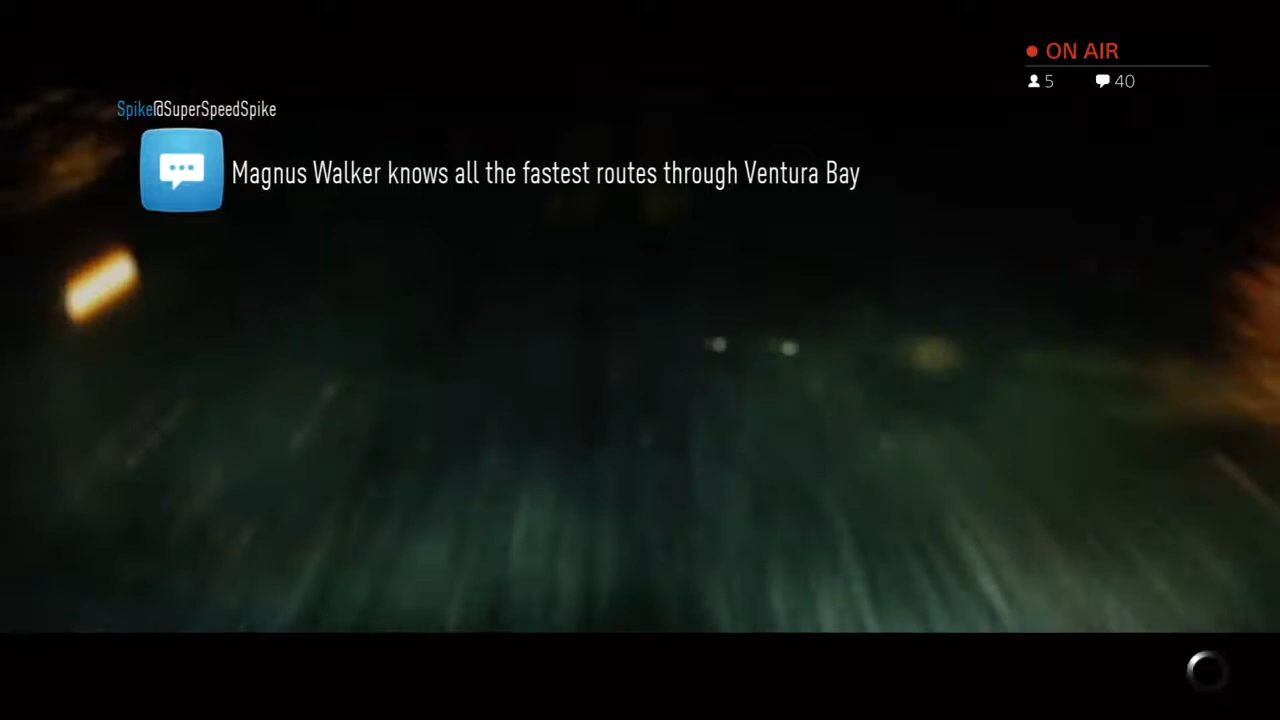 ON AIR
5 40
Spike@SuperSpeedSpike
Magnus Walker knows all the fastest routes through Ventura Bay